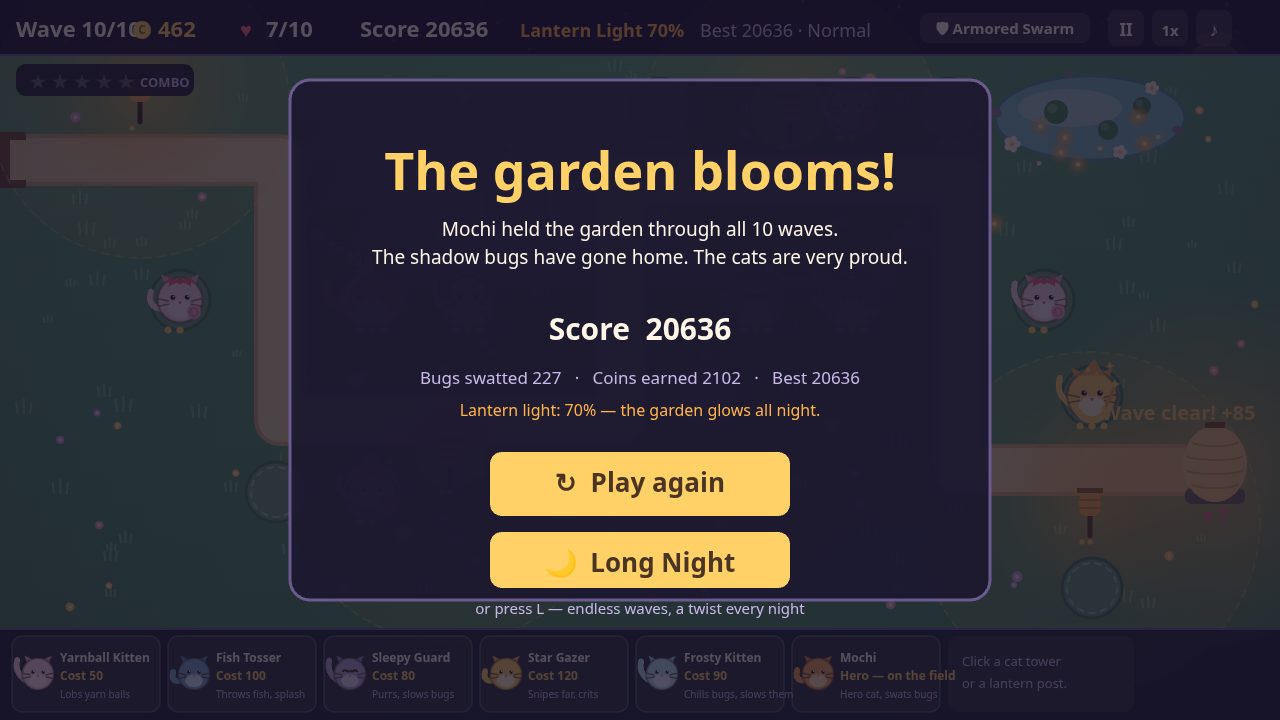 Wave 10/10 C 462 ♥ 7/10 Score 20636 Lantern Light 70% Best 20636 · Normal Armored Swarm II 1x ♪
★ ★ ★ ★ ★ COMBO
The garden blooms!
Mochi held the garden through all 10 waves.
The shadow bugs have gone home. The cats are very proud.
Score 20636
Bugs swatted 227 · Coins earned 2102 · Best 20636
Lantern light: 70% — the garden glows all night.
Wave clear! +85
↻ Play again
🌙 Long Night
or press L — endless waves, a twist every night
Yarnball Kitten
Cost 50
Lobs yarn balls
Fish Tosser
Cost 100
Throws fish, splash
Sleepy Guard
Cost 80
Purrs, slows bugs
Star Gazer
Cost 120
Snipes far, crits
Frosty Kitten
Cost 90
Chills bugs, slows them
Mochi
Hero — on the field
Hero cat, swats bugs
Click a cat tower
or a lantern post.